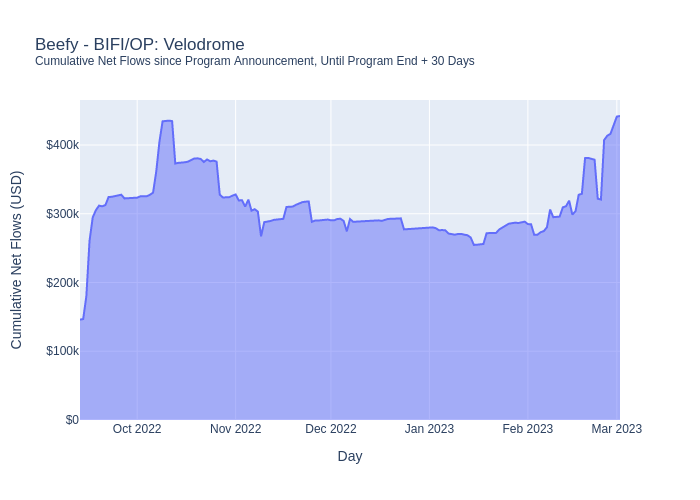 Beefy - BIFI/OP: Velodrome
Cumulative Net Flows since Program Announcement, Until Program End + 30 Days
Cumulative Net Flows (USD)
$400k
$300k
$200k
$100k
$0
Oct 2022
Nov 2022
Dec 2022
Jan 2023
Feb 2023
Mar 2023
Day